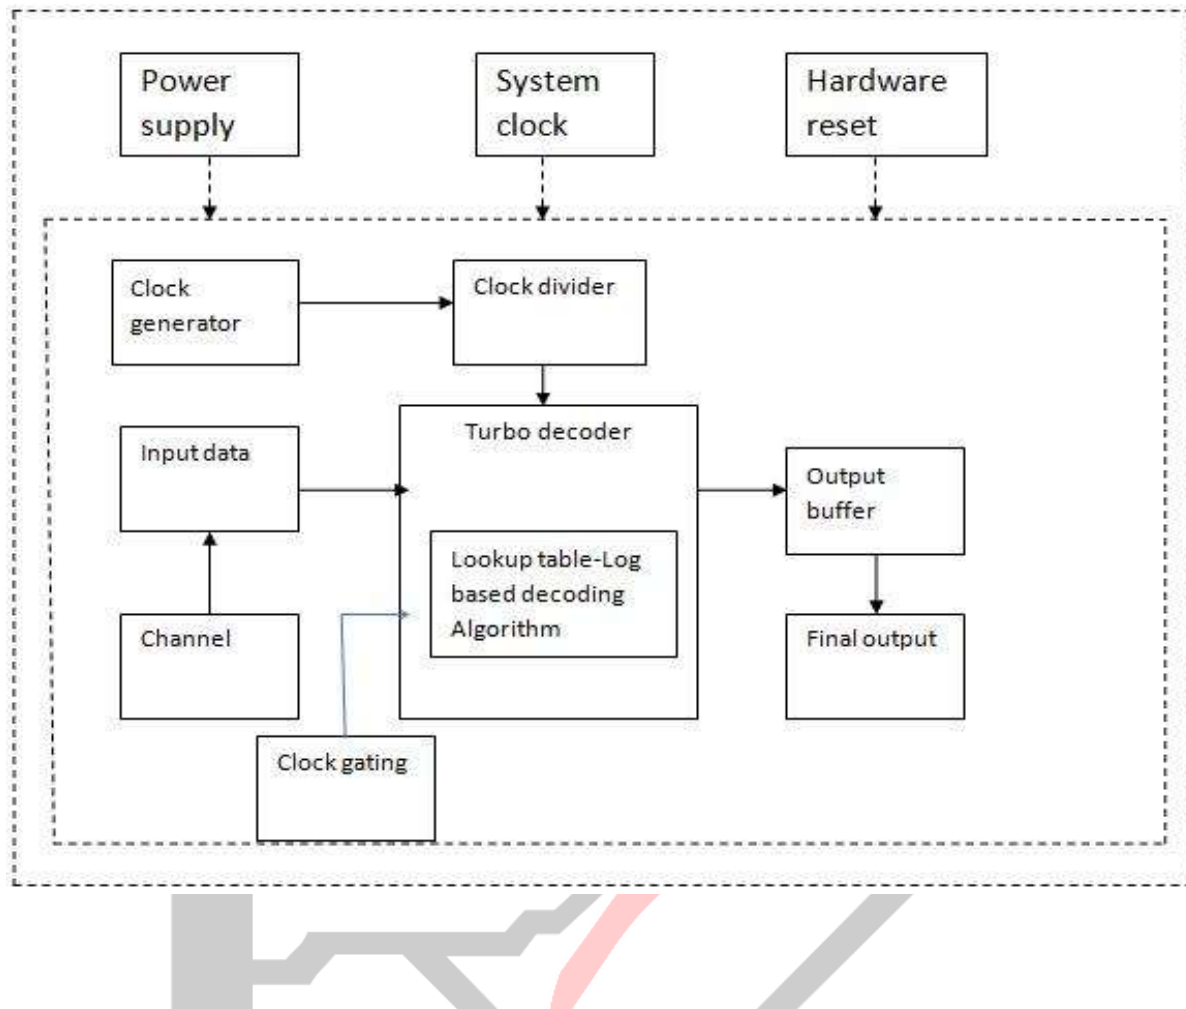 Power
supply
System
clock
Hardware
reset
Clock
generator
Clock divider
Input data
Turbo decoder
Output
buffer
Lookup table-Log
based decoding
Algorithm
Channel
Final output
Clock gating